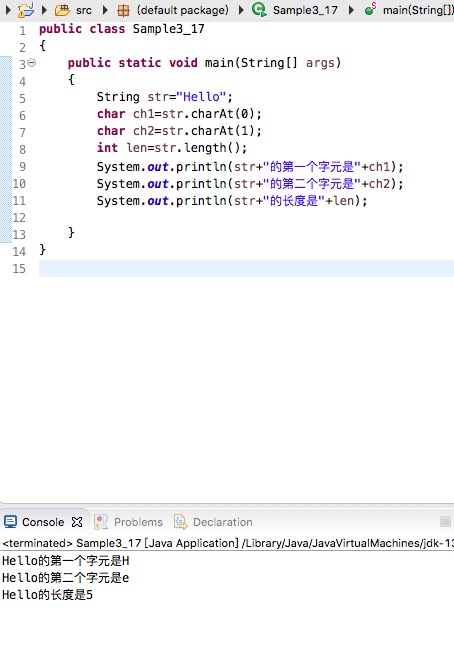 src (default package) Sample3_17 main(String[])
1 public class Sample3_17
2 {
3 public static void main(String[] args)
4 {
5 String str="Hello";
6 char ch1=str.charAt(0);
7 char ch2=str.charAt(1);
8 int len=str.length();
9 System.out.println(str+"的第一个字元是"+ch1);
10 System.out.println(str+"的第二个字元是"+ch2);
11 System.out.println(str+"的长度是"+len);
12
13 }
14 }
15
Console Problems Declaration
<terminated> Sample3_17 [Java Application] /Library/Java/JavaVirtualMachines/jdk-13
Hello的第一个字元是H
Hello的第二个字元是e
Hello的长度是5